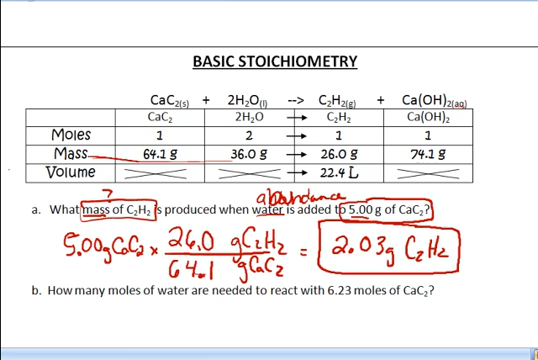 BASIC STOICHIOMETRY
CaC₂₍ₛ₎ + 2H₂O₍ₗ₎ --> C₂H₂(g) + Ca(OH)₂(aq)
CaC₂ 2H₂O → C₂H₂ Ca(OH)₂
Moles 1 2 → 1 1
Mass 64.1 g 36.0 g → 26.0 g 74.1 g
Volume → 22.4 L
?
abundance
a. What mass of C₂H₂ is produced when water is added to 5.00 g of CaC₂?
5.00g CaC₂ × 26.0 gC₂H₂ / 64.1 gCaC₂ = 2.03g C₂H₂
b. How many moles of water are needed to react with 6.23 moles of CaC₂?